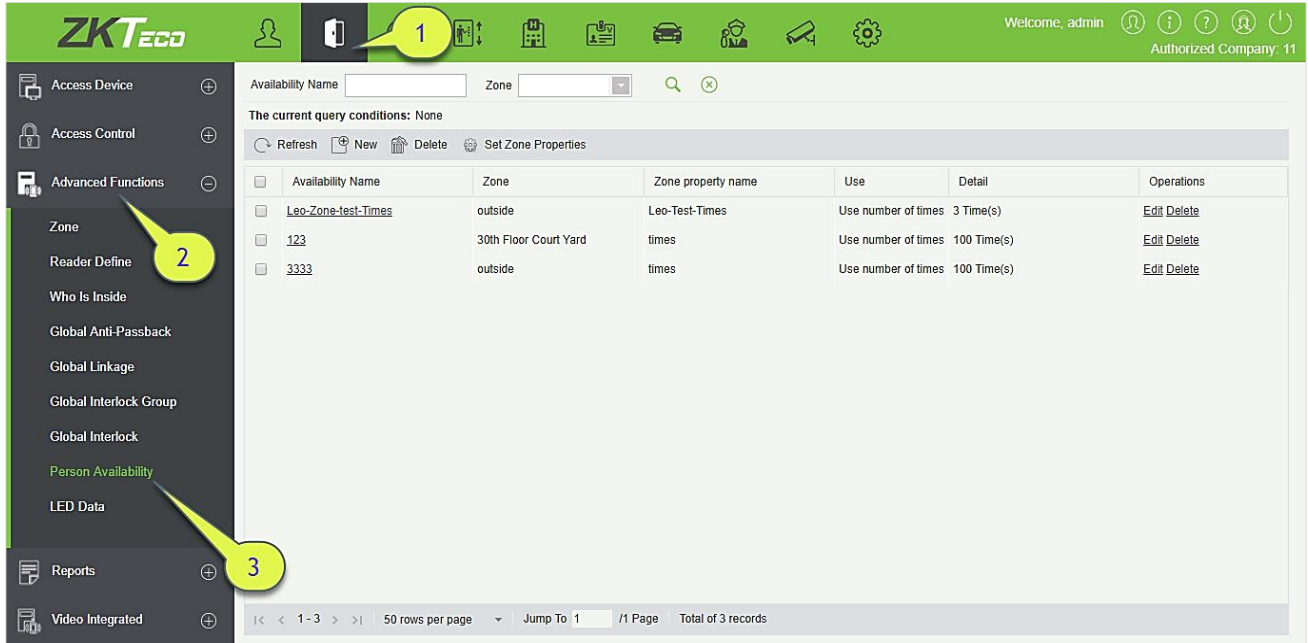 ZKTECO
1
Welcome, admin
Authorized Company: 11
Access Device
Access Control
Advanced Functions
Zone
Reader Define
2
Who Is Inside
Global Anti-Passback
Global Linkage
Global Interlock Group
Global Interlock
Person Availability
LED Data
3
Reports
Video Integrated
Availability Name Zone
The current query conditions: None
Refresh New Delete Set Zone Properties
Availability Name Zone Zone property name Use Detail Operations
Leo-Zone-test-Times outside Leo-Test-Times Use number of times 3 Time(s) Edit Delete
123 30th Floor Court Yard times Use number of times 100 Time(s) Edit Delete
3333 outside times Use number of times 100 Time(s) Edit Delete
|< < 1 - 3 > >| 50 rows per page Jump To 1 /1 Page Total of 3 records